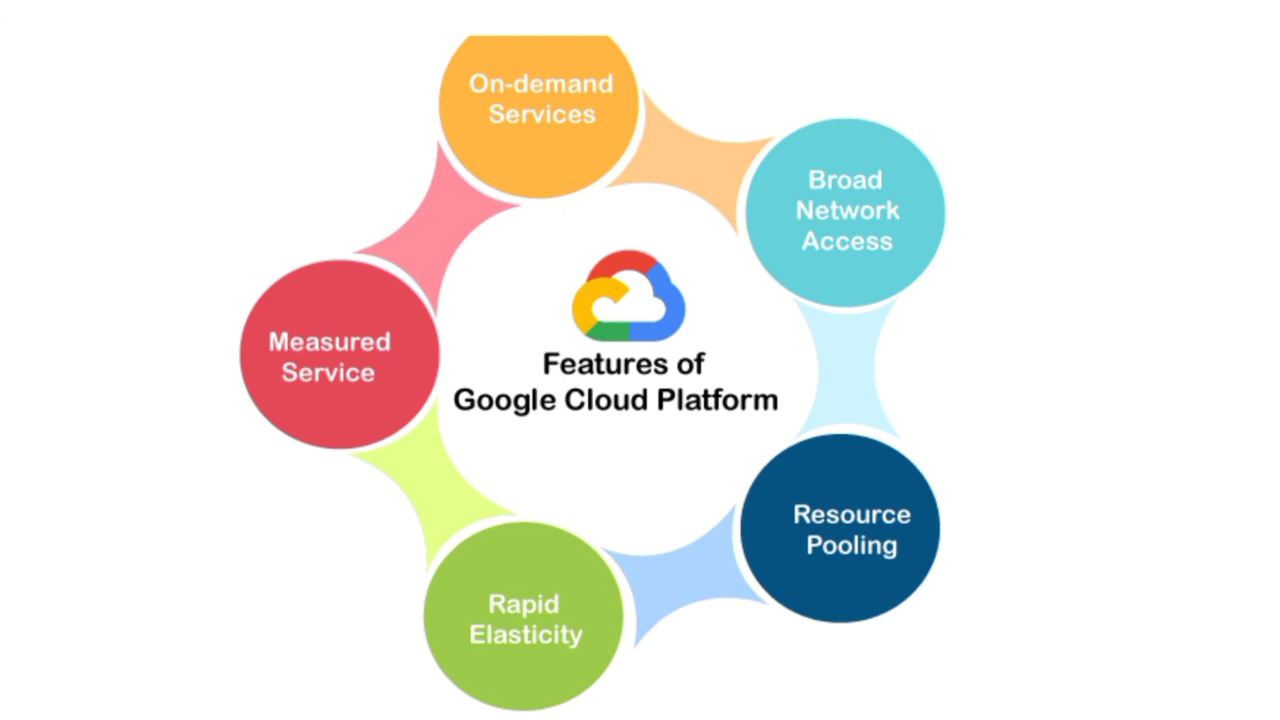 On-demand
Services
Broad
Network
Access
Measured
Service
Features of
Google Cloud Platform
Resource
Pooling
Rapid
Elasticity